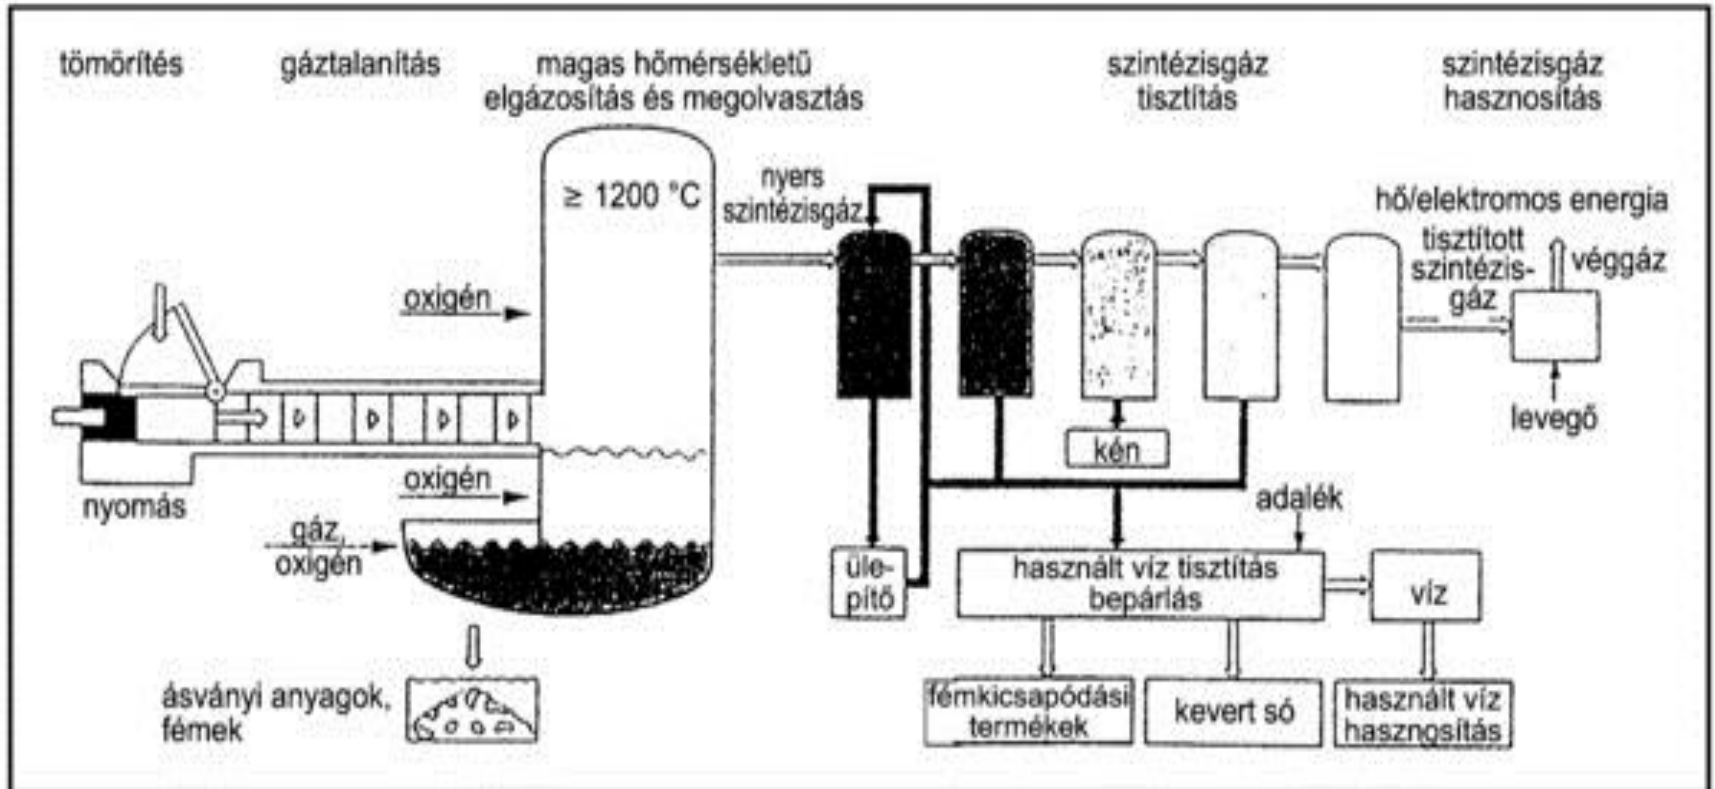 tömörítés
gáztalanítás
magas hőmérsékletű
elgázosítás és megolvasztás
szintézisgáz
tisztítás
szintézisgáz
hasznosítás
≥ 1200 °C
nyers
szintézisgáz
hő/elektromos energia
tisztított
szintézis-
gáz
véggáz
oxigén
levegő
kén
oxigén
nyomás
adalék
gáz,
oxigén
üle-
pítő
használt víz tisztítás
bepárlás
víz
ásványi anyagok,
fémek
fémkicsapódási
termékek
kevert só
használt víz
hasznosítás